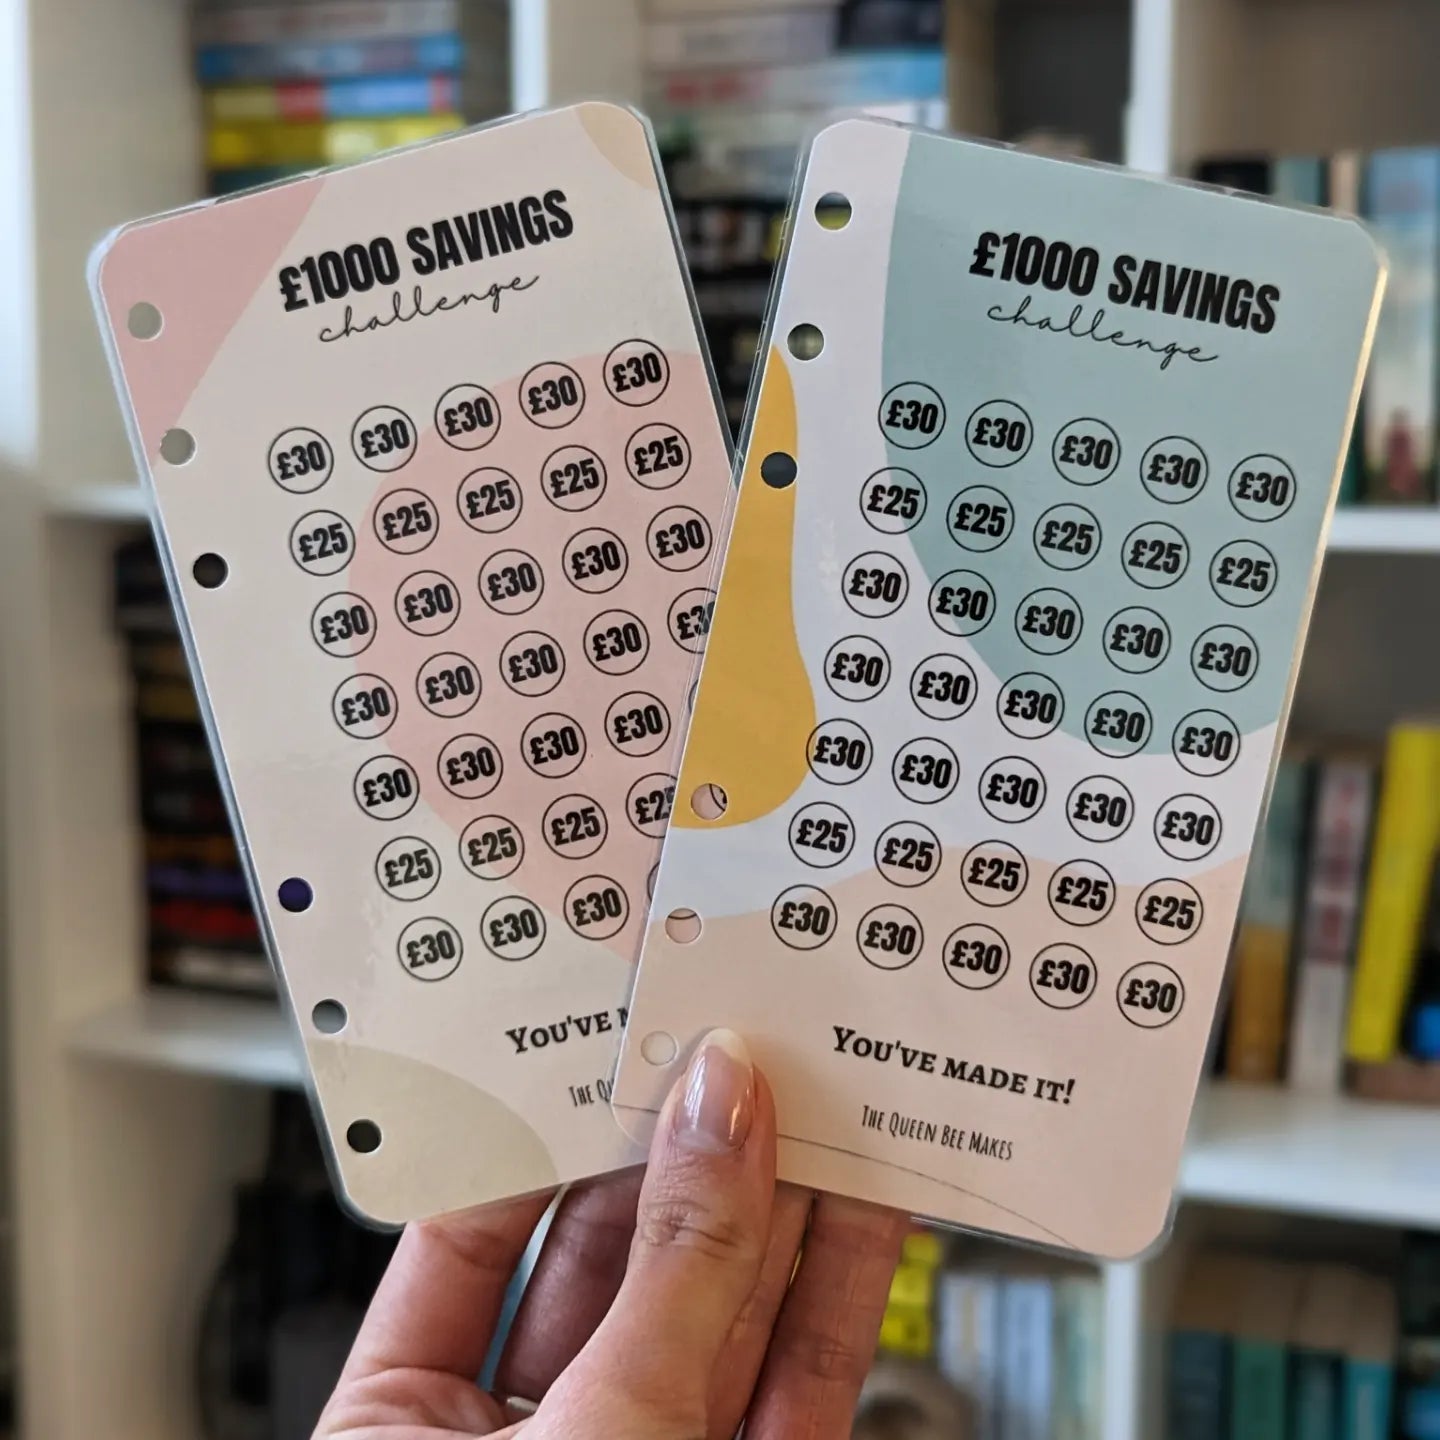 £1000 SAVINGS
challenge
£30 £30 £30 £30 £30
£25 £25 £25 £25 £25
£30 £30 £30 £30 £30
£30 £30 £30 £30 £30
£30 £30 £30 £30
£25 £25 £25 £25
£30 £30 £30
YOU'VE
THE
£1000 SAVINGS
challenge
£30 £30 £30 £30 £30
£25 £25 £25 £25 £25
£30 £30 £30 £30 £30
£30 £30 £30 £30 £30
£30 £30 £30 £30 £30
£25 £25 £25 £25 £25
£30 £30 £30 £30 £30
YOU'VE MADE IT!
THE QUEEN BEE MAKES